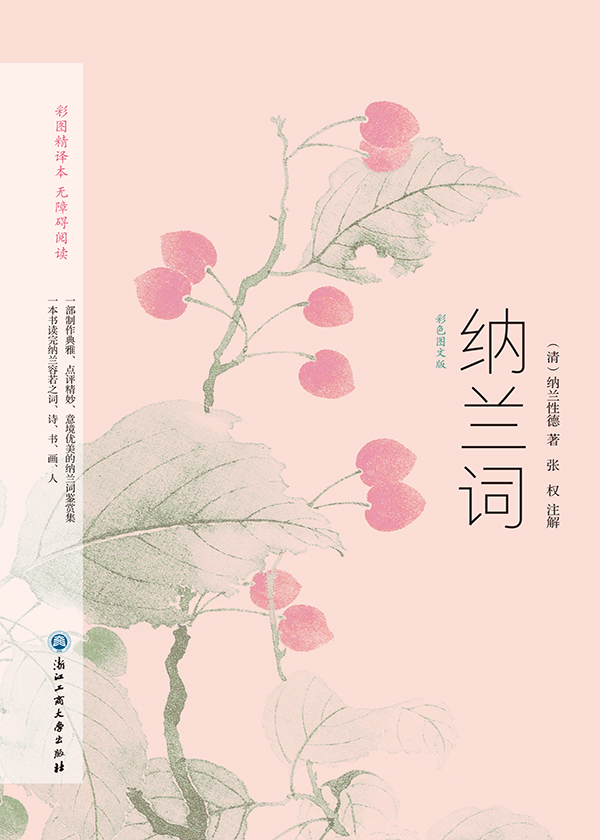 纳兰词
彩色图文版
（清）纳兰性德 著 张 权 注解
彩图精译本 无障碍阅读
一部制作典雅、点评精妙、意境优美的纳兰词鉴赏集
一本书读完纳兰容若之词、诗、书、画、人
浙江工商大学出版社